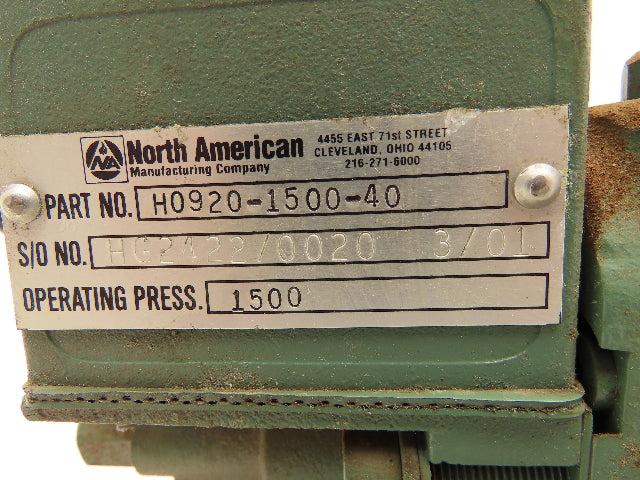 North American
Manufacturing Company
4455 EAST 71st STREET
CLEVELAND, OHIO 44105
216-271-6000
PART NO. H0920-1500-40
S/O NO. HG2422/0020 3/01
OPERATING PRESS. 1500